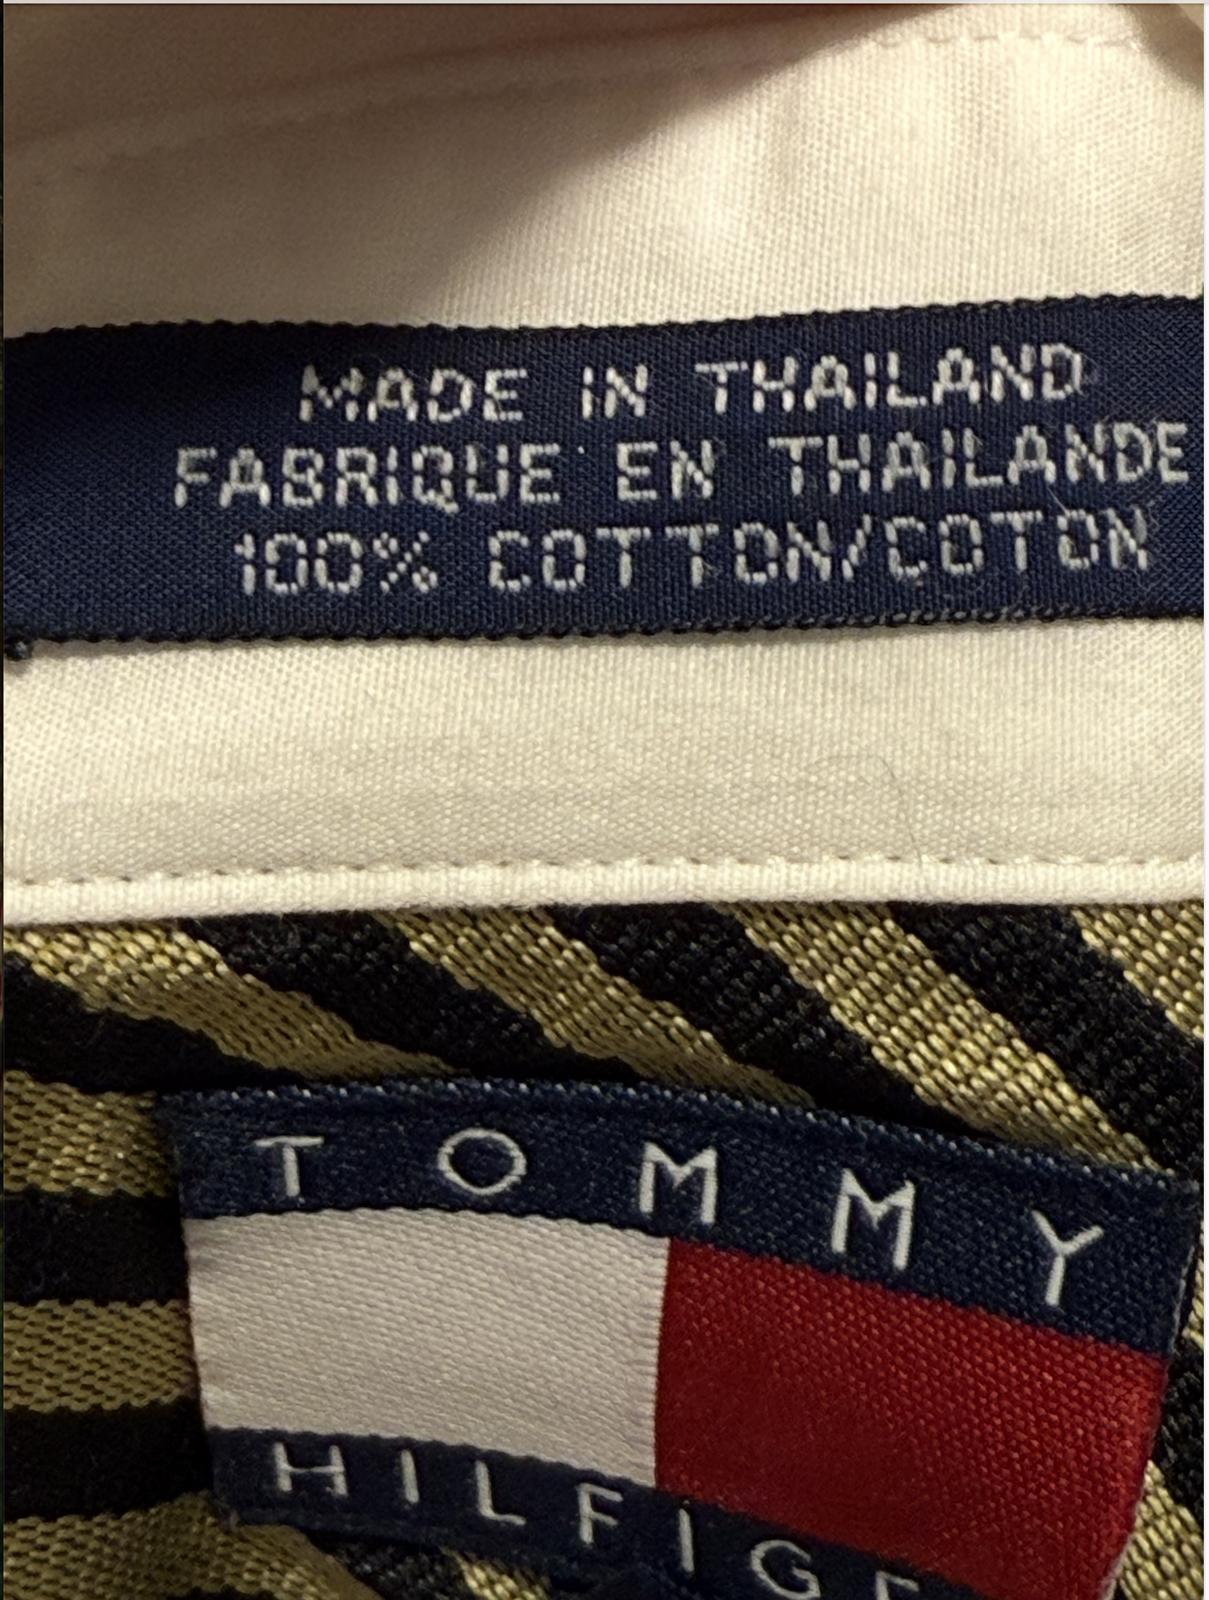 MADE IN THAILAND
FABRIQUE EN THAILANDE
100% COTTON/COTON
TOMMY